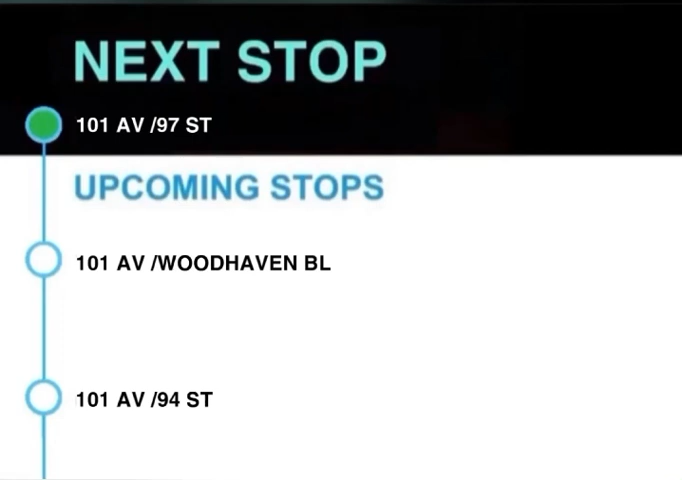 NEXT STOP
101 AV /97 ST
UPCOMING STOPS
101 AV /WOODHAVEN BL
101 AV /94 ST